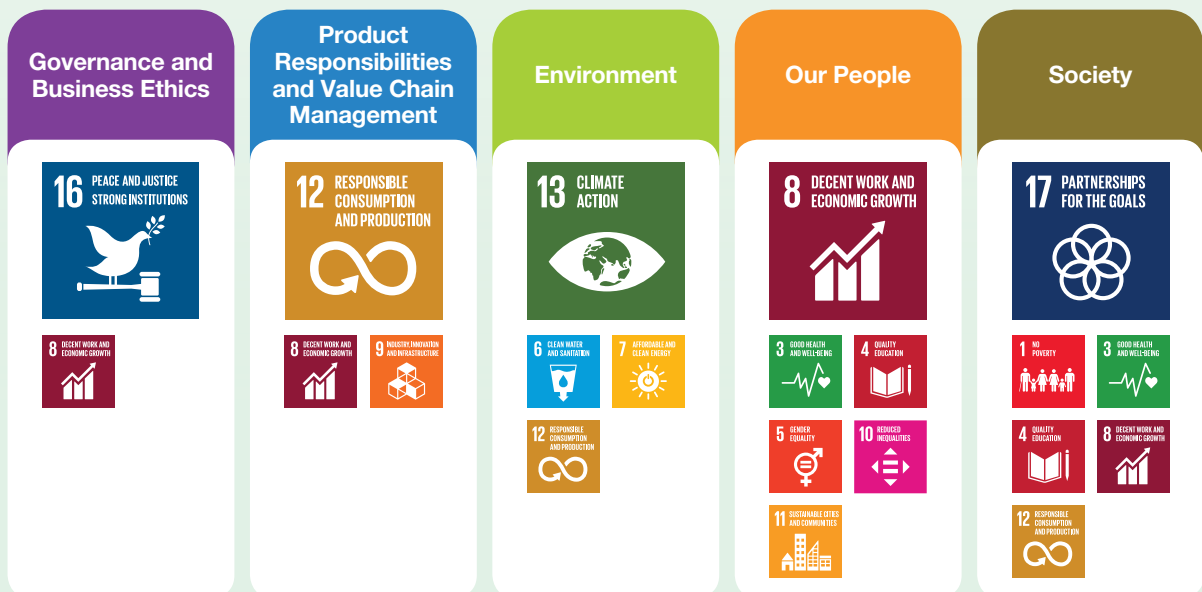 Governance and
Business Ethics
16 PEACE AND JUSTICE
STRONG INSTITUTIONS
8 DECENT WORK AND
ECONOMIC GROWTH
Product
Responsibilities
and Value Chain
Management
12 RESPONSIBLE
CONSUMPTION
AND PRODUCTION
8 DECENT WORK AND
ECONOMIC GROWTH
9 INDUSTRY, INNOVATION
AND INFRASTRUCTURE
Environment
13 CLIMATE
ACTION
6 CLEAN WATER
AND SANITATION
7 AFFORDABLE AND
CLEAN ENERGY
12 RESPONSIBLE
CONSUMPTION
AND PRODUCTION
Our People
8 DECENT WORK AND
ECONOMIC GROWTH
3 GOOD HEALTH
AND WELL-BEING
4 QUALITY
EDUCATION
5 GENDER
EQUALITY
10 REDUCED
INEQUALITIES
11 SUSTAINABLE CITIES
AND COMMUNITIES
Society
17 PARTNERSHIPS
FOR THE GOALS
1 NO
POVERTY
3 GOOD HEALTH
AND WELL-BEING
4 QUALITY
EDUCATION
8 DECENT WORK AND
ECONOMIC GROWTH
12 RESPONSIBLE
CONSUMPTION
AND PRODUCTION